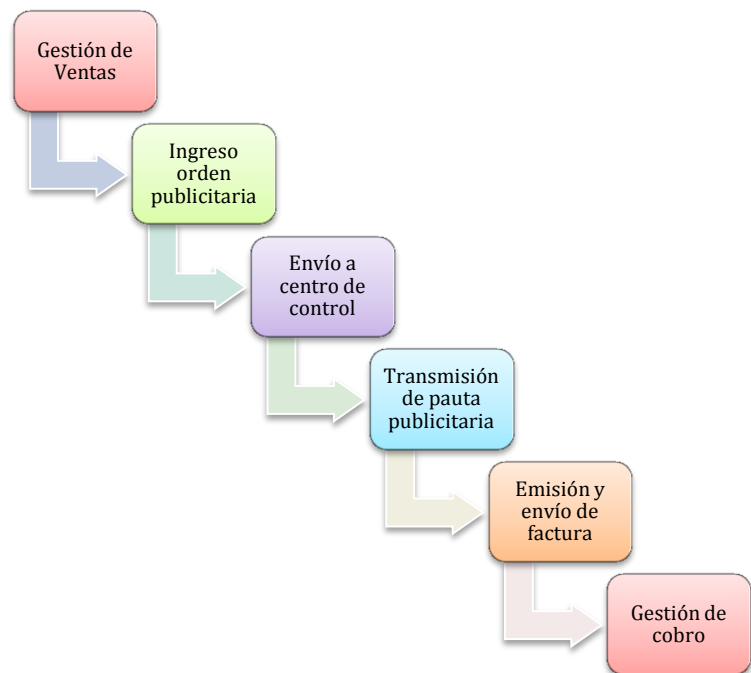 Gestión de
Ventas
Ingreso
orden
publicitaria
Envío a
centro de
control
Transmisión
de pauta
publicitaria
Emisión y
envío de
factura
Gestión de
cobro